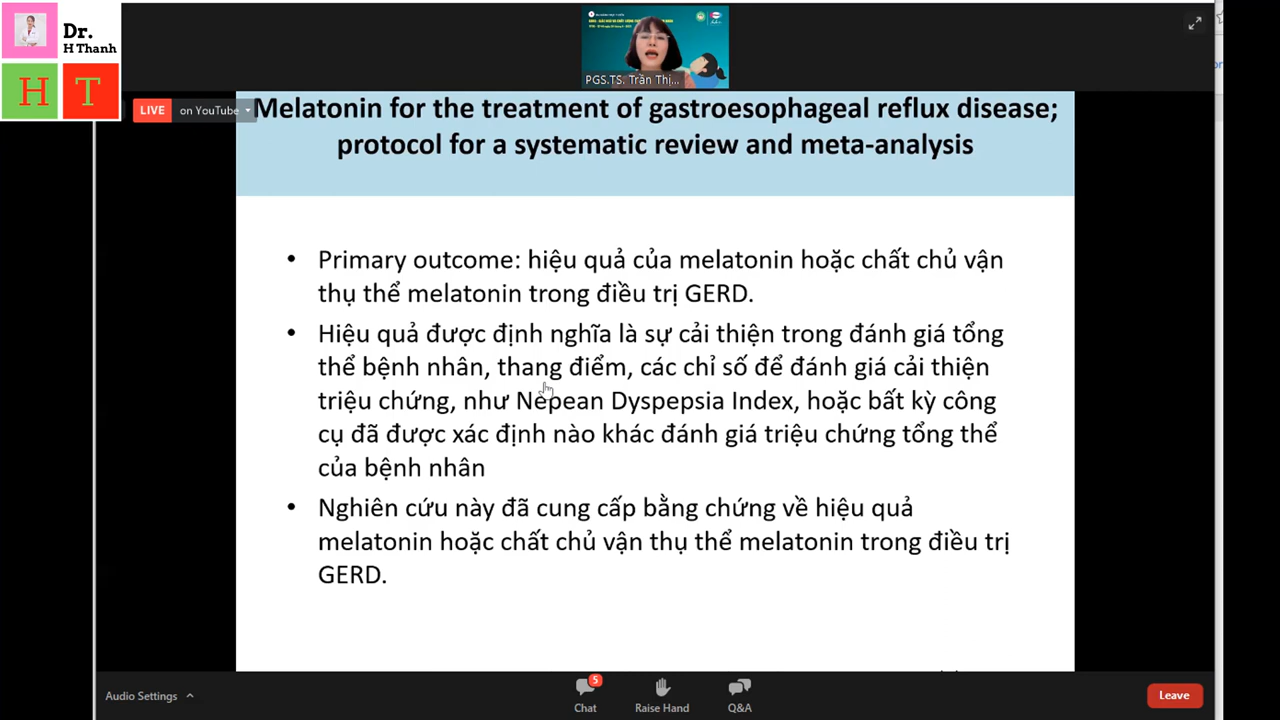 Dr.
H Thanh
H T
PGS.TS. Trần Thị...
LIVE on YouTube
Melatonin for the treatment of gastroesophageal reflux disease;
protocol for a systematic review and meta-analysis
• Primary outcome: hiệu quả của melatonin hoặc chất chủ vận
thụ thể melatonin trong điều trị GERD.
• Hiệu quả được định nghĩa là sự cải thiện trong đánh giá tổng
thể bệnh nhân, thang điểm, các chỉ số để đánh giá cải thiện
triệu chứng, như Nepean Dyspepsia Index, hoặc bất kỳ công
cụ đã được xác định nào khác đánh giá triệu chứng tổng thể
của bệnh nhân
• Nghiên cứu này đã cung cấp bằng chứng về hiệu quả
melatonin hoặc chất chủ vận thụ thể melatonin trong điều trị
GERD.
Audio Settings
5
Chat
Raise Hand
Q&A
Leave